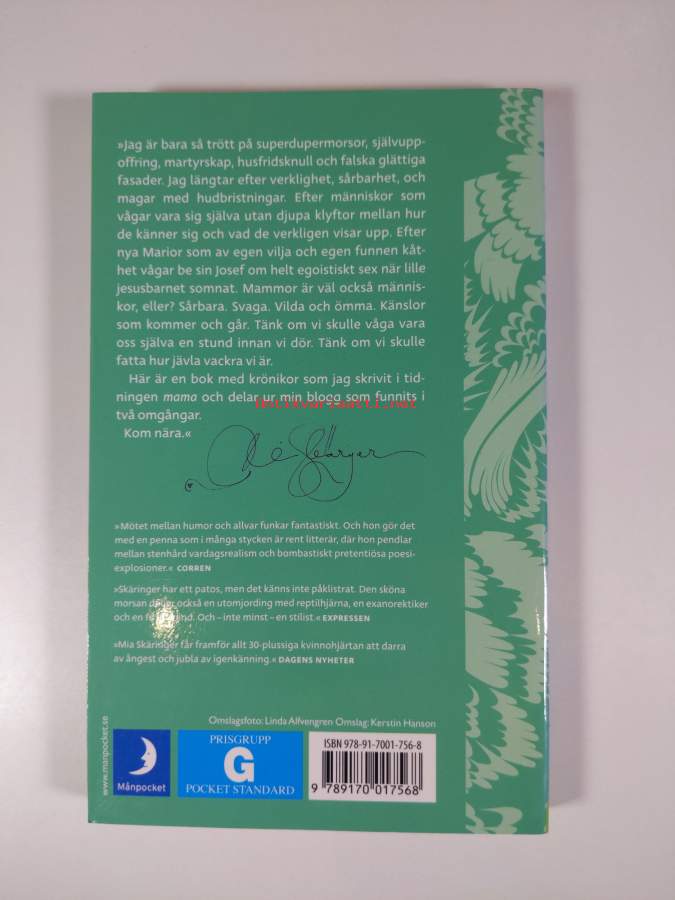 »Jag är bara så trött på superdupermorsor, självupp-
offring, martyrskap, husfridsknull och falska glättiga
fasader. Jag längtar efter verklighet, sårbarhet, och
magar med hudbristningar. Efter människor som
vågar vara sig själva utan djupa klyftor mellan hur
de känner sig och vad de verkligen visar upp. Efter
nya Marior som av egen vilja och egen funnen kåt-
het vågar be sin Josef om helt egoistiskt sex när lille
jesusbarnet somnat. Mammor är väl också männis-
kor, eller? Sårbara. Svaga. Vilda och ömma. Känslor
som kommer och går. Tänk om vi skulle våga vara
oss själva en stund innan vi dör. Tänk om vi skulle
fatta hur jävla vackra vi är.
Här är en bok med krönikor som jag skrivit i tid-
ningen mama och delar ur min blogg som funnits i
två omgångar.
Kom nära.«
»Mötet mellan humor och allvar funkar fantastiskt. Och hon gör det
med en penna som i många stycken är rent litterär, där hon pendlar
mellan stenhård vardagsrealism och bombastiskt pretentiösa poesi-
explosioner.« CORREN
»Skäringer har ett patos, men det känns inte påklistrat. Den sköna
morsan är också en utomjording med reptilhjärna, en exanorektiker
och en Och – inte minst – en stilist.« EXPRESSEN
»Mia Skäringer får framför allt 30-plussiga kvinnohjärtan att darra
av ångest och jubla av igenkänning.« DAGENS NYHETER
Omslagsfoto: Linda Alfvengren Omslag: Kerstin Hanson
www.manpocket.se
Månpocket
PRISGRUPP
G
POCKET STANDARD
ISBN 978-91-7001-756-8
9 789170 017568